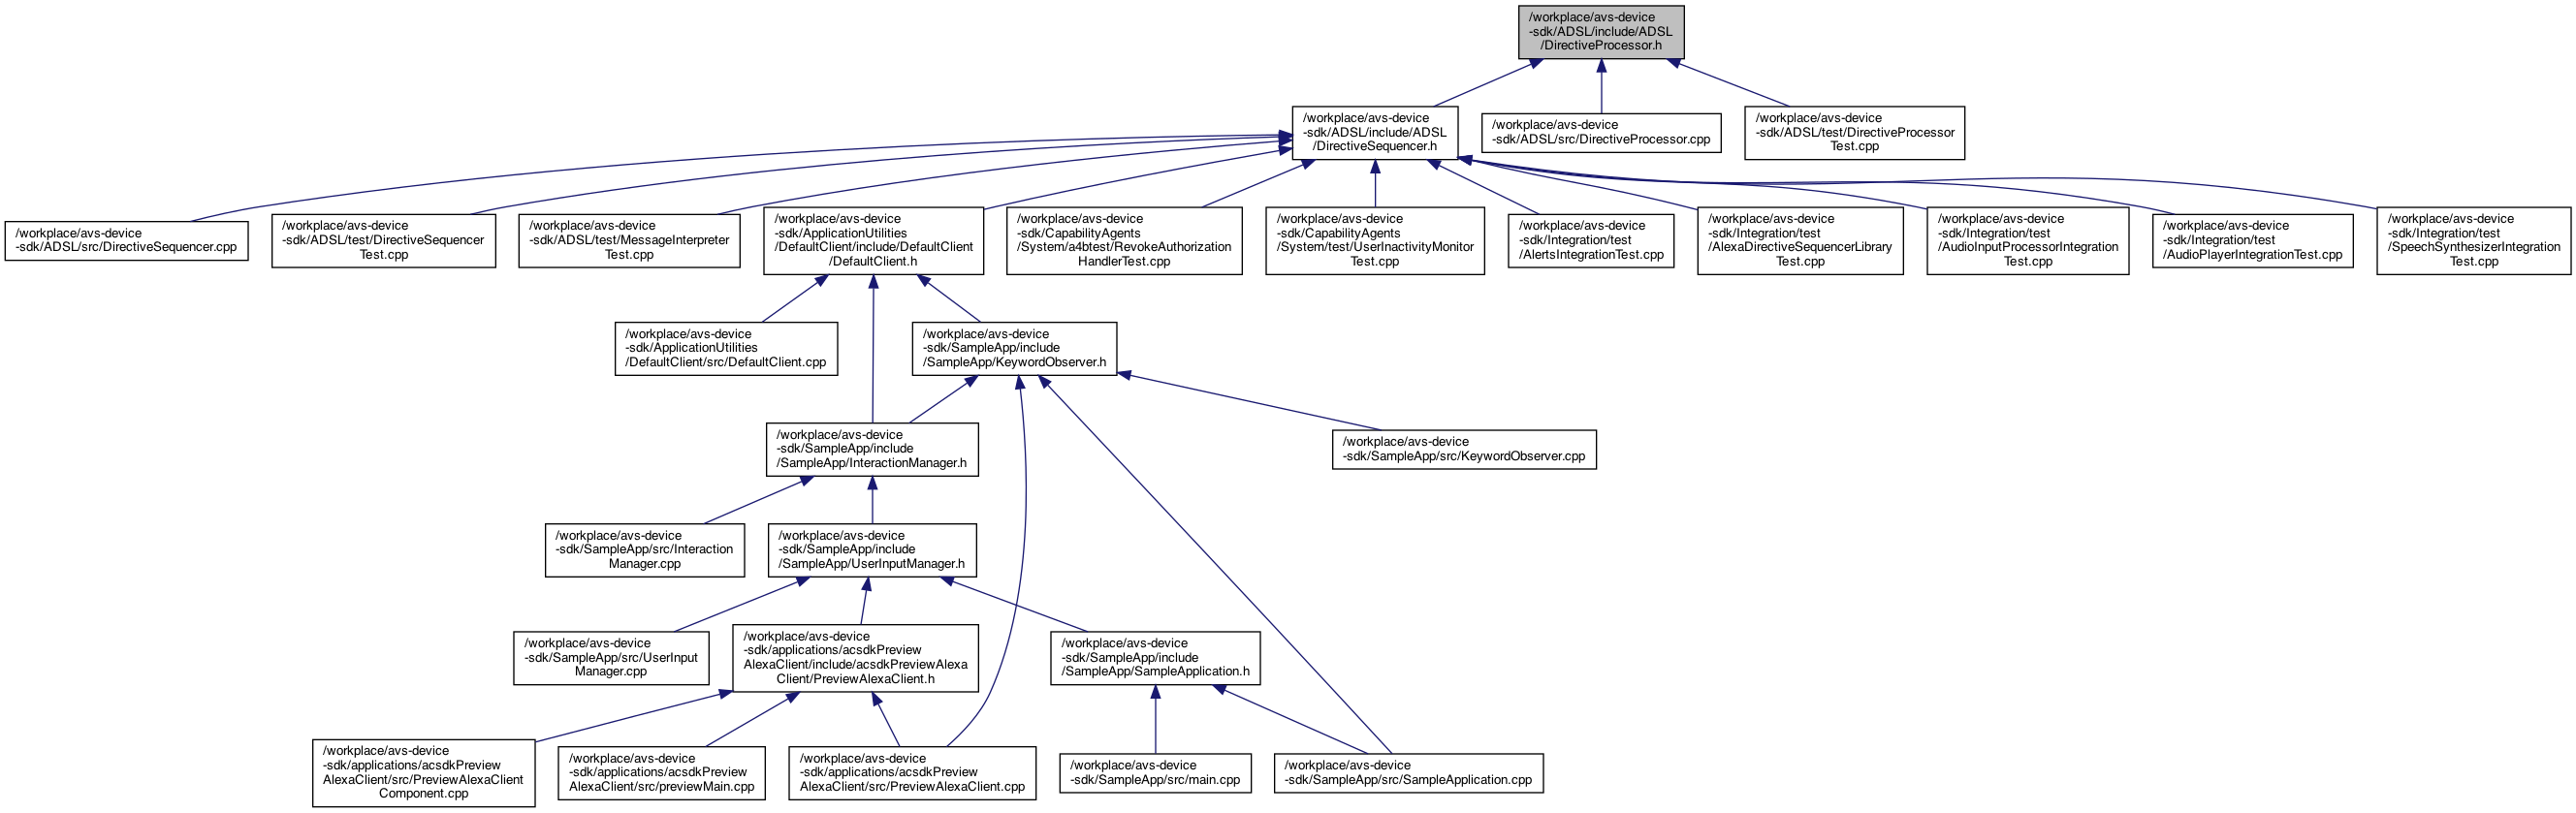 /workplace/avs-device
-sdk/ADSL/include/ADSL
/DirectiveProcessor.h
/workplace/avs-device
-sdk/ADSL/include/ADSL
/DirectiveSequencer.h
/workplace/avs-device
-sdk/ADSL/src/DirectiveProcessor.cpp
/workplace/avs-device
-sdk/ADSL/test/DirectiveProcessor
Test.cpp
/workplace/avs-device
-sdk/ADSL/src/DirectiveSequencer.cpp
/workplace/avs-device
-sdk/ADSL/test/DirectiveSequencer
Test.cpp
/workplace/avs-device
-sdk/ADSL/test/MessageInterpreter
Test.cpp
/workplace/avs-device
-sdk/ApplicationUtilities
/DefaultClient/include/DefaultClient
/DefaultClient.h
/workplace/avs-device
-sdk/CapabilityAgents
/System/a4btest/RevokeAuthorization
HandlerTest.cpp
/workplace/avs-device
-sdk/CapabilityAgents
/System/test/UserInactivityMonitor
Test.cpp
/workplace/avs-device
-sdk/Integration/test
/AlertsIntegrationTest.cpp
/workplace/avs-device
-sdk/Integration/test
/AlexaDirectiveSequencerLibrary
Test.cpp
/workplace/avs-device
-sdk/Integration/test
/AudioInputProcessorIntegration
Test.cpp
/workplace/avs-device
-sdk/Integration/test
/AudioPlayerIntegrationTest.cpp
/workplace/avs-device
-sdk/Integration/test
/SpeechSynthesizerIntegration
Test.cpp
/workplace/avs-device
-sdk/ApplicationUtilities
/DefaultClient/src/DefaultClient.cpp
/workplace/avs-device
-sdk/SampleApp/include
/SampleApp/KeywordObserver.h
/workplace/avs-device
-sdk/SampleApp/include
/SampleApp/InteractionManager.h
/workplace/avs-device
-sdk/SampleApp/src/KeywordObserver.cpp
/workplace/avs-device
-sdk/SampleApp/src/Interaction
Manager.cpp
/workplace/avs-device
-sdk/SampleApp/include
/SampleApp/UserInputManager.h
/workplace/avs-device
-sdk/SampleApp/src/UserInput
Manager.cpp
/workplace/avs-device
-sdk/applications/acsdkPreview
AlexaClient/include/acsdkPreviewAlexa
Client/PreviewAlexaClient.h
/workplace/avs-device
-sdk/SampleApp/include
/SampleApp/SampleApplication.h
/workplace/avs-device
-sdk/applications/acsdkPreview
AlexaClient/src/PreviewAlexaClient
Component.cpp
/workplace/avs-device
-sdk/applications/acsdkPreview
AlexaClient/src/previewMain.cpp
/workplace/avs-device
-sdk/applications/acsdkPreview
AlexaClient/src/PreviewAlexaClient.cpp
/workplace/avs-device
-sdk/SampleApp/src/main.cpp
/workplace/avs-device
-sdk/SampleApp/src/SampleApplication.cpp